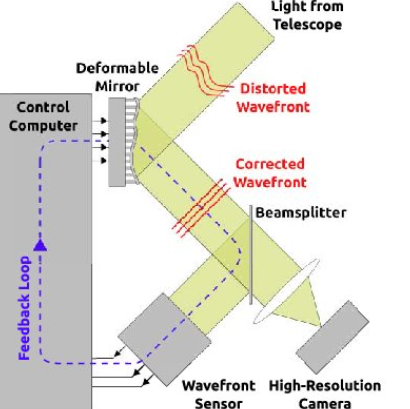 Light from
Telescope
Deformable
Mirror
Distorted
Wavefront
Control
Computer
Corrected
Wavefront
Beamsplitter
Feedback Loop
Wavefront
Sensor
High-Resolution
Camera